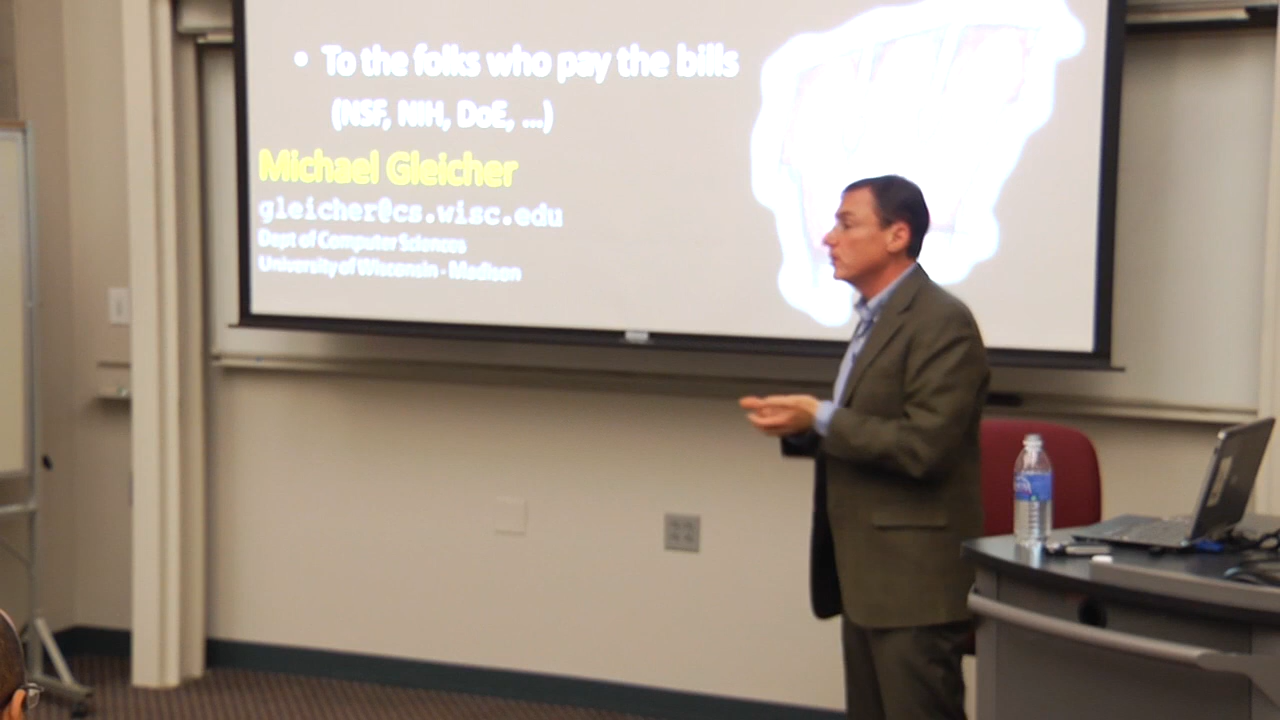 • To the folks who pay the bills
(NSF, NIH, DoE, ...)
Michael Gleicher
gleicher@cs.wisc.edu
Dept of Computer Sciences
University of Wisconsin - Madison